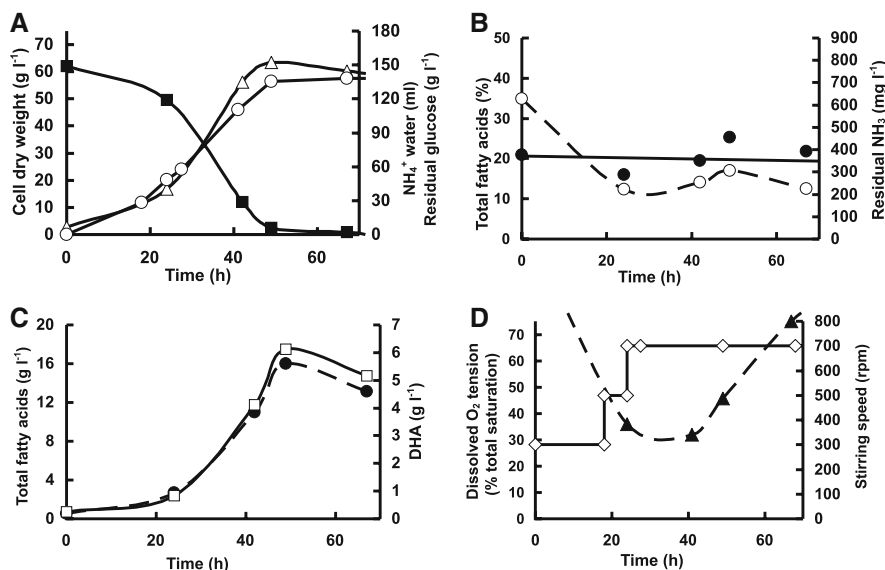 A
Cell dry weight (g l⁻¹)
75
70
60
50
40
30
20
10
0
180
150
120
90
60
30
0
NH₄⁺ water (ml)
Residual glucose (g l⁻¹)
0 20 40 60
Time (h)
B
Total fatty acids (%)
50
40
30
20
10
0
900
800
700
600
500
400
300
200
100
0
Residual NH₃ (mg l⁻¹)
0 20 40 60
Time (h)
C
Total fatty acids (g l⁻¹)
20
16
12
8
4
0
7
6
5
4
3
2
1
0
DHA (g l⁻¹)
0 20 40 60
Time (h)
D
Dissolved O₂ tension
(% total saturation)
70
60
50
40
30
20
10
0
800
700
600
500
400
300
200
100
0
Stirring speed (rpm)
0 20 40 60
Time (h)